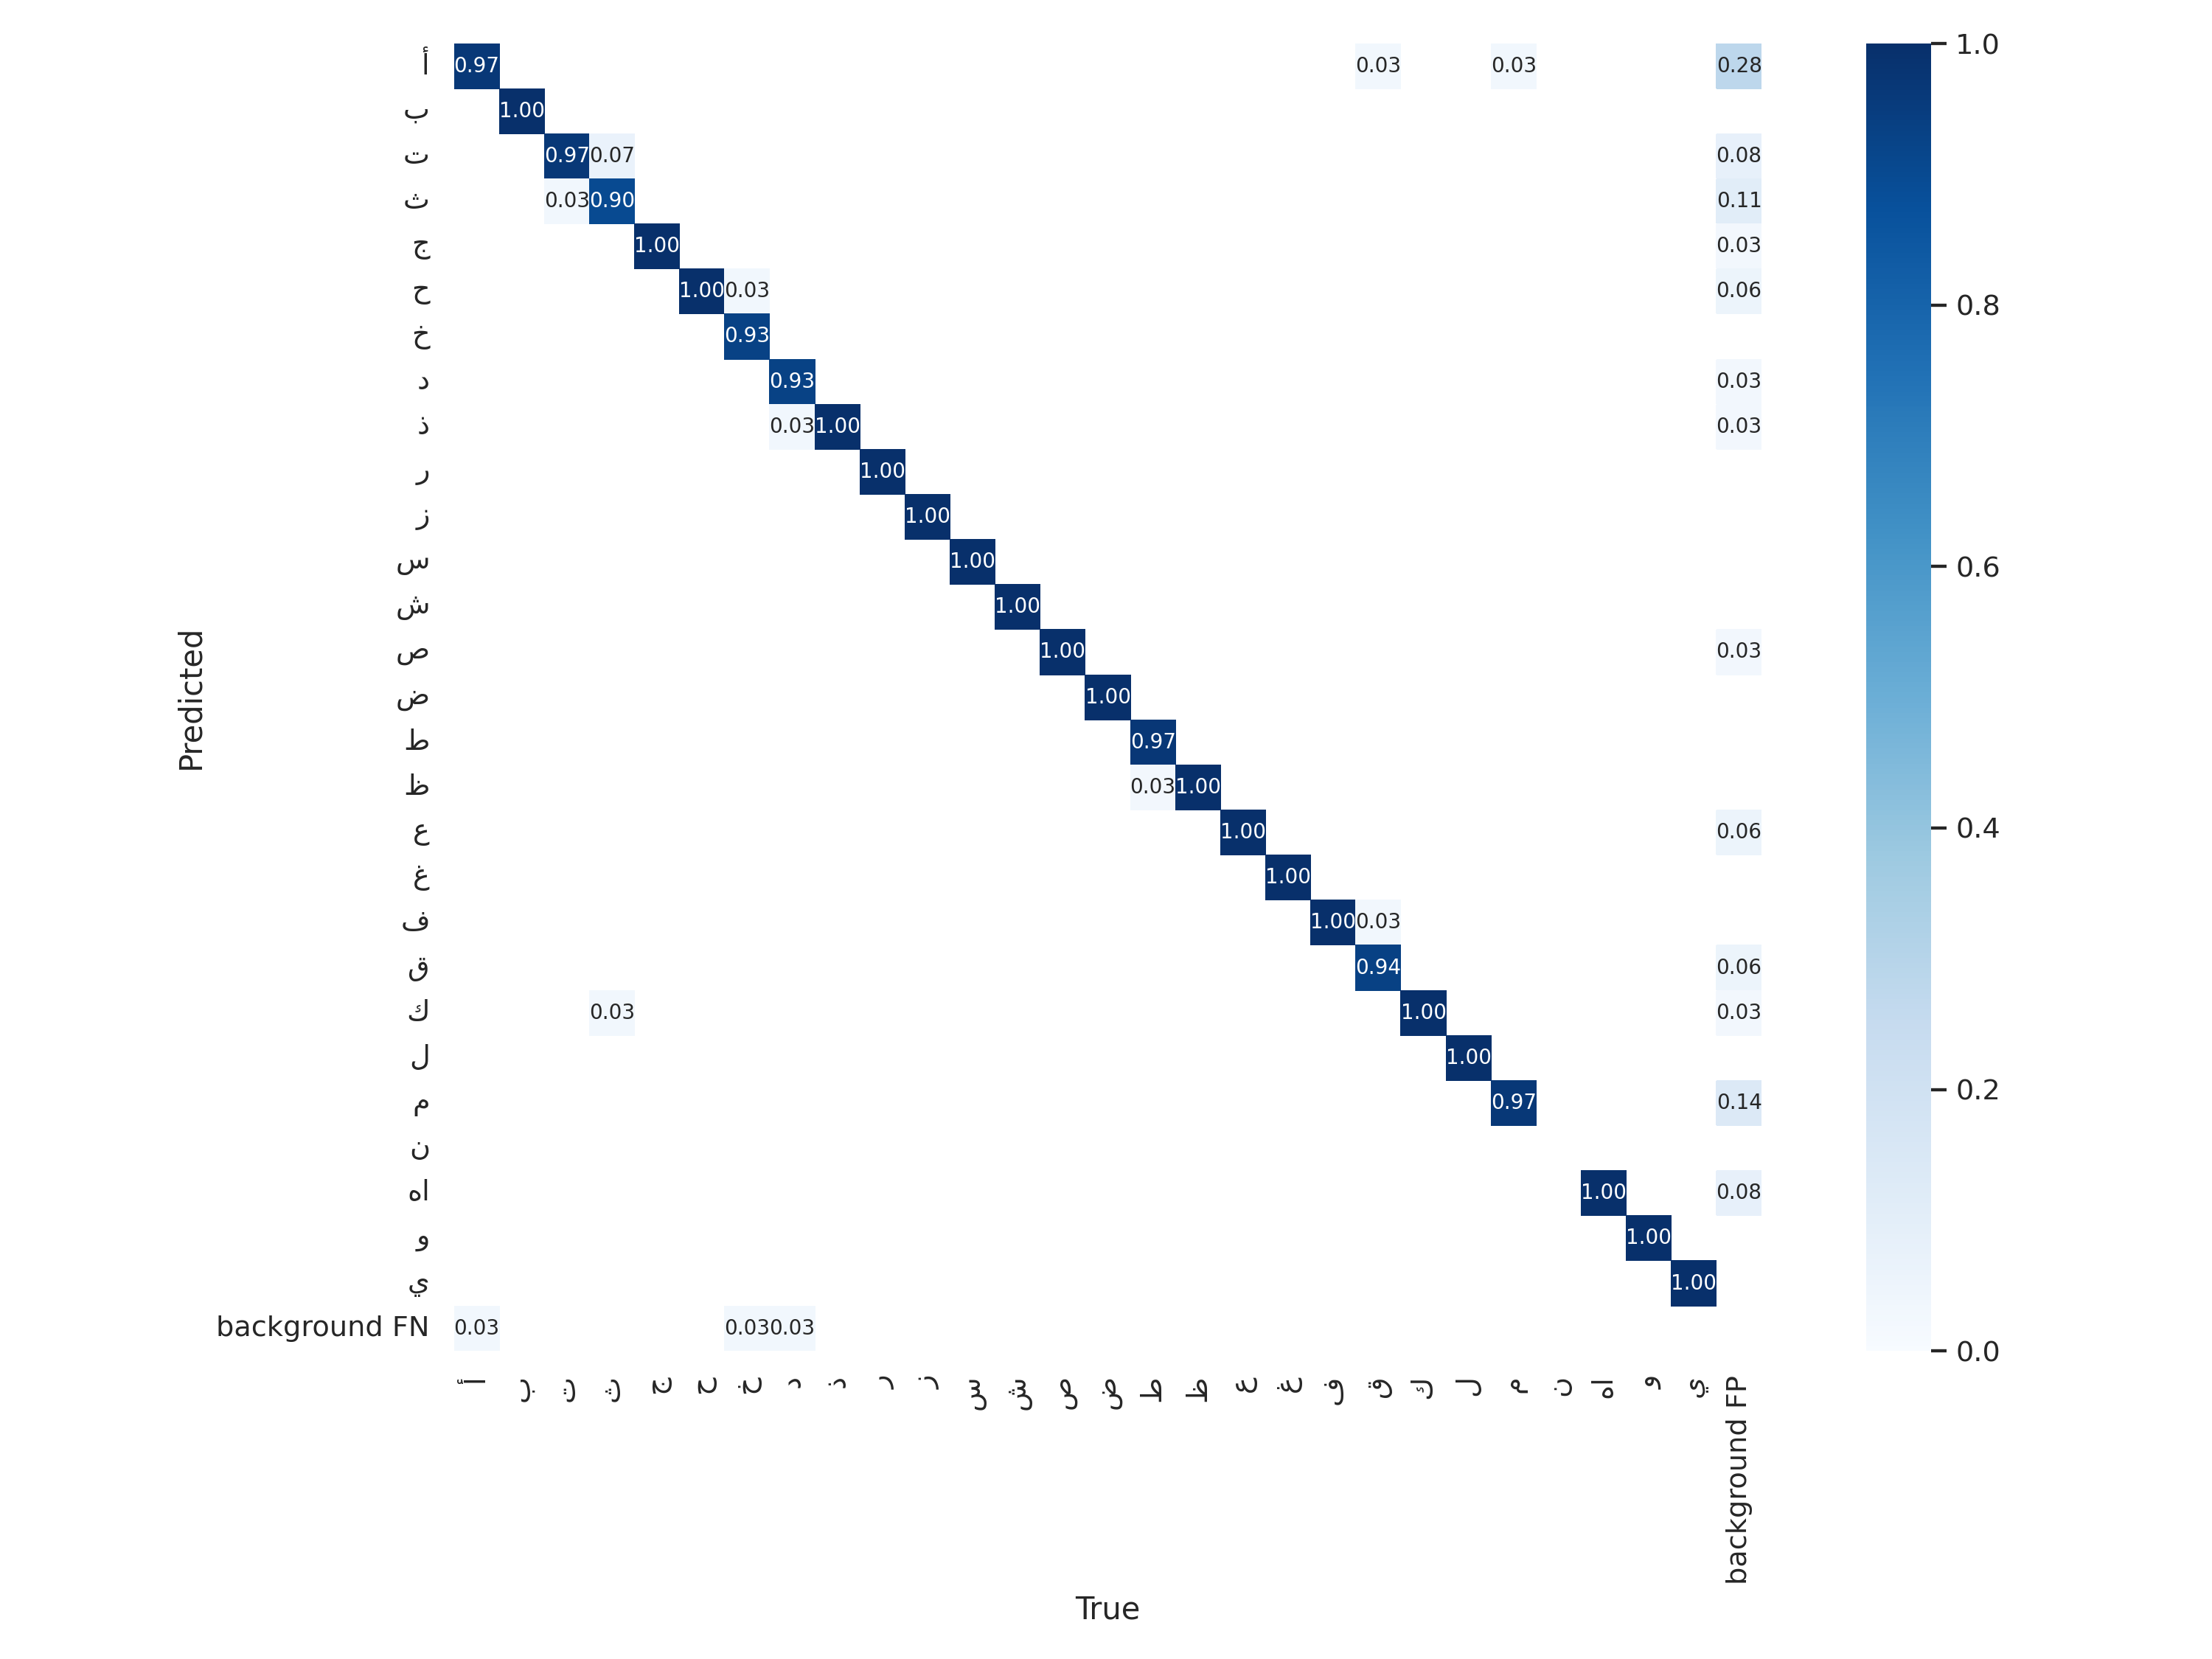 أ 0.97 0.03 0.03 0.28 1.0
ب 1.00
ت 0.97 0.07 0.08
ث 0.03 0.90 0.11
ج 1.00 0.03
ح 1.00 0.03 0.06 0.8
خ 0.93
د 0.93 0.03
ذ 0.03 1.00 0.03
ر 1.00
ز 1.00
س 1.00 0.6
ش 1.00
ص 1.00 0.03
ض 1.00
Predicted
ط 0.97
ظ 0.03 1.00
ع 1.00 0.06 0.4
غ 1.00
ف 1.00 0.03
ق 0.94 0.06
ك 0.03 1.00 0.03
ل 1.00 0.2
م 0.97 0.14
ن
اه 1.00 0.08
و 1.00
ي 1.00
background FN 0.03 0.03 0.03 0.0
أ ب ت ث ج ح خ د ذ ر ز س ش ص ض ط ظ ع غ ف ق ك ل م ن اه و ي background FP
True